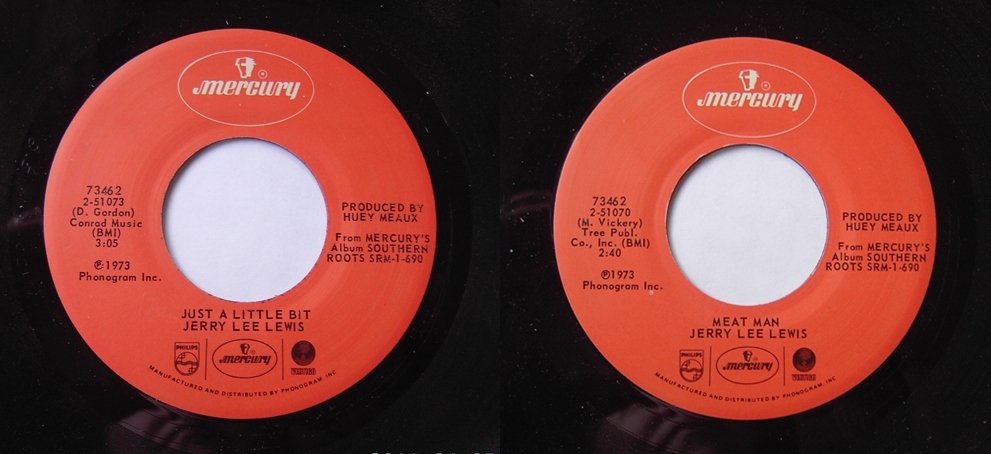 mercury
73462
2-51073
(D. Gordon)
Conrad Music
(BMI)
3:05
℗1973
Phonogram Inc.
PRODUCED BY
HUEY MEAUX
From MERCURY'S
Album SOUTHERN
ROOTS SRM-1-690
JUST A LITTLE BIT
JERRY LEE LEWIS
PHILIPS
mercury
VERTIGO
MANUFACTURED AND DISTRIBUTED BY PHONOGRAM, INC
mercury
73462
2-51070
(M. Vickery)
Tree Publ.
Co., Inc. (BMI)
2:40
℗1973
Phonogram Inc.
PRODUCED BY
HUEY MEAUX
From MERCURY'S
Album SOUTHERN
ROOTS SRM-1-690
MEAT MAN
JERRY LEE LEWIS
PHILIPS
mercury
VERTIGO
MANUFACTURED AND DISTRIBUTED BY PHONOGRAM, INC